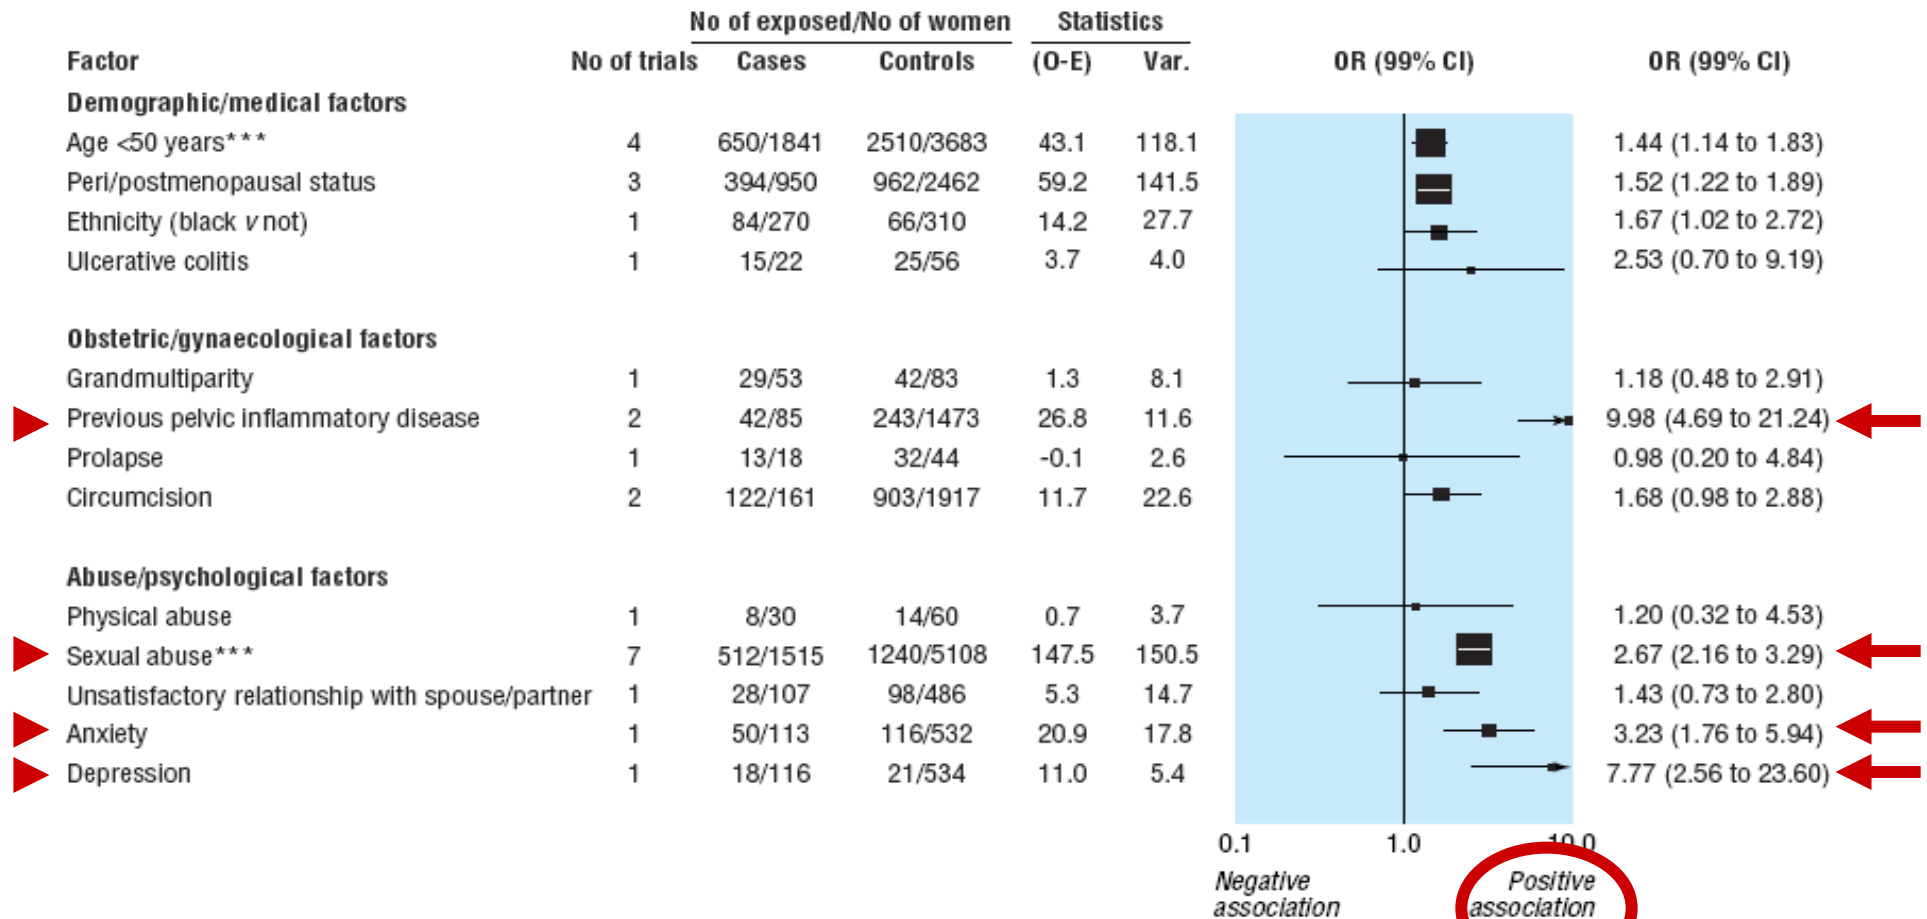 No of exposed/No of women Statistics
Factor No of trials Cases Controls (O-E) Var. OR (99% CI) OR (99% CI)
Demographic/medical factors
Age <50 years*** 4 650/1841 2510/3683 43.1 118.1 1.44 (1.14 to 1.83)
Peri/postmenopausal status 3 394/950 962/2462 59.2 141.5 1.52 (1.22 to 1.89)
Ethnicity (black v not) 1 84/270 66/310 14.2 27.7 1.67 (1.02 to 2.72)
Ulcerative colitis 1 15/22 25/56 3.7 4.0 2.53 (0.70 to 9.19)
Obstetric/gynaecological factors
Grandmultiparity 1 29/53 42/83 1.3 8.1 1.18 (0.48 to 2.91)
Previous pelvic inflammatory disease 2 42/85 243/1473 26.8 11.6 9.98 (4.69 to 21.24)
Prolapse 1 13/18 32/44 -0.1 2.6 0.98 (0.20 to 4.84)
Circumcision 2 122/161 903/1917 11.7 22.6 1.68 (0.98 to 2.88)
Abuse/psychological factors
Physical abuse 1 8/30 14/60 0.7 3.7 1.20 (0.32 to 4.53)
Sexual abuse*** 7 512/1515 1240/5108 147.5 150.5 2.67 (2.16 to 3.29)
Unsatisfactory relationship with spouse/partner 1 28/107 98/486 5.3 14.7 1.43 (0.73 to 2.80)
Anxiety 1 50/113 116/532 20.9 17.8 3.23 (1.76 to 5.94)
Depression 1 18/116 21/534 11.0 5.4 7.77 (2.56 to 23.60)
0.1 1.0 10.0
Negative Positive
association association